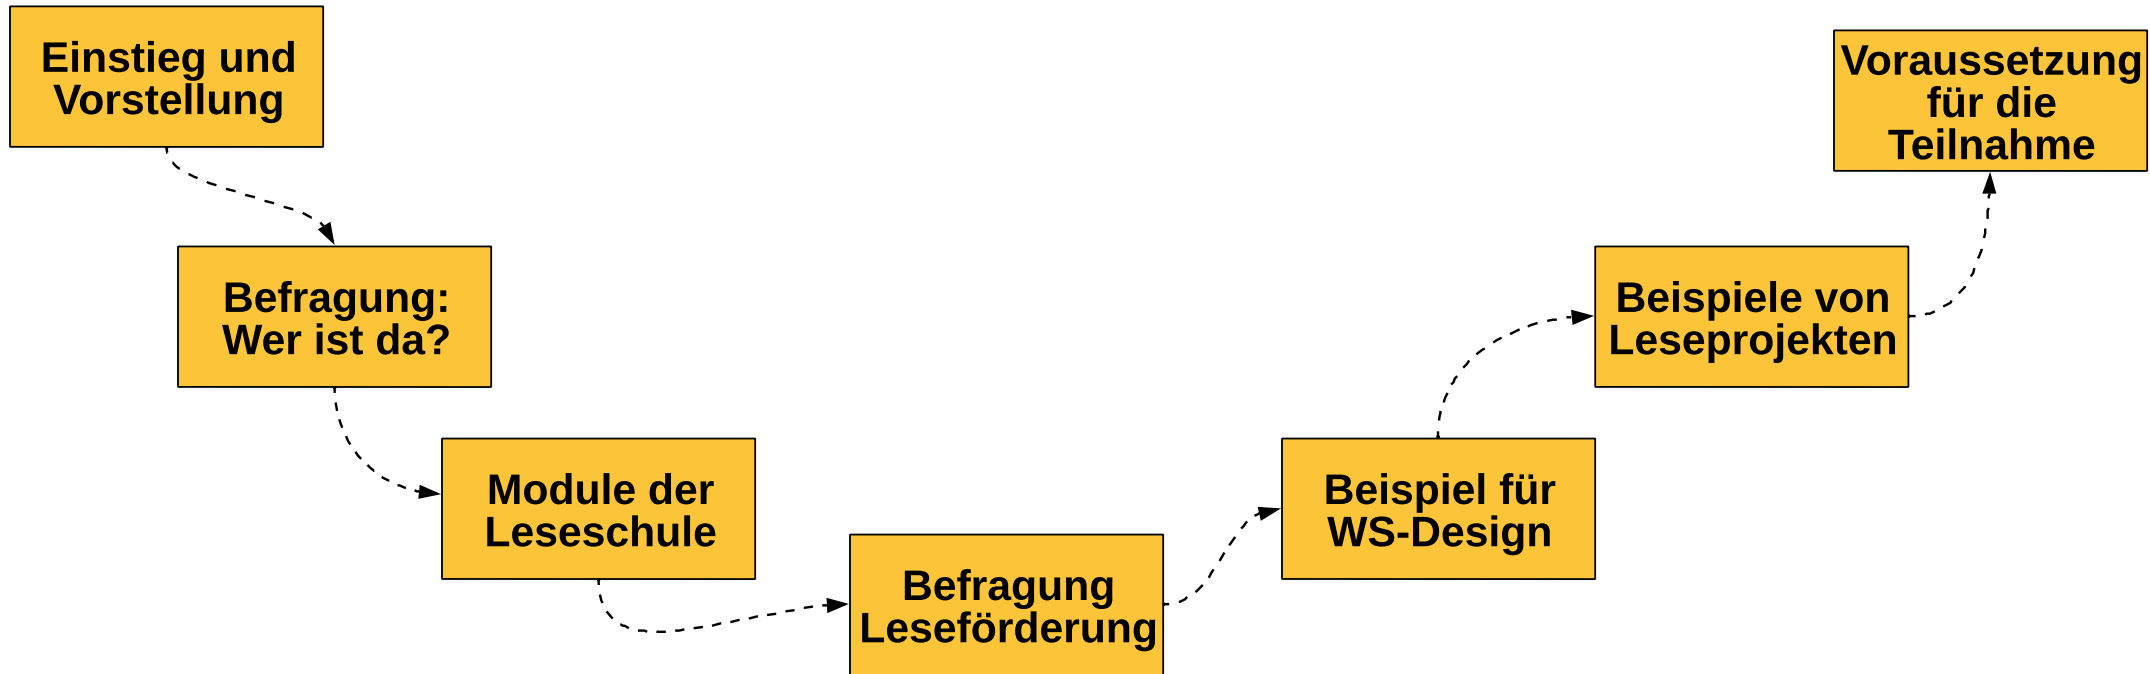 Einstieg und
Vorstellung
Befragung:
Wer ist da?
Module der
Leseschule
Befragung
Leseförderung
Beispiel für
WS-Design
Beispiele von
Leseprojekten
Voraussetzung
für die
Teilnahme